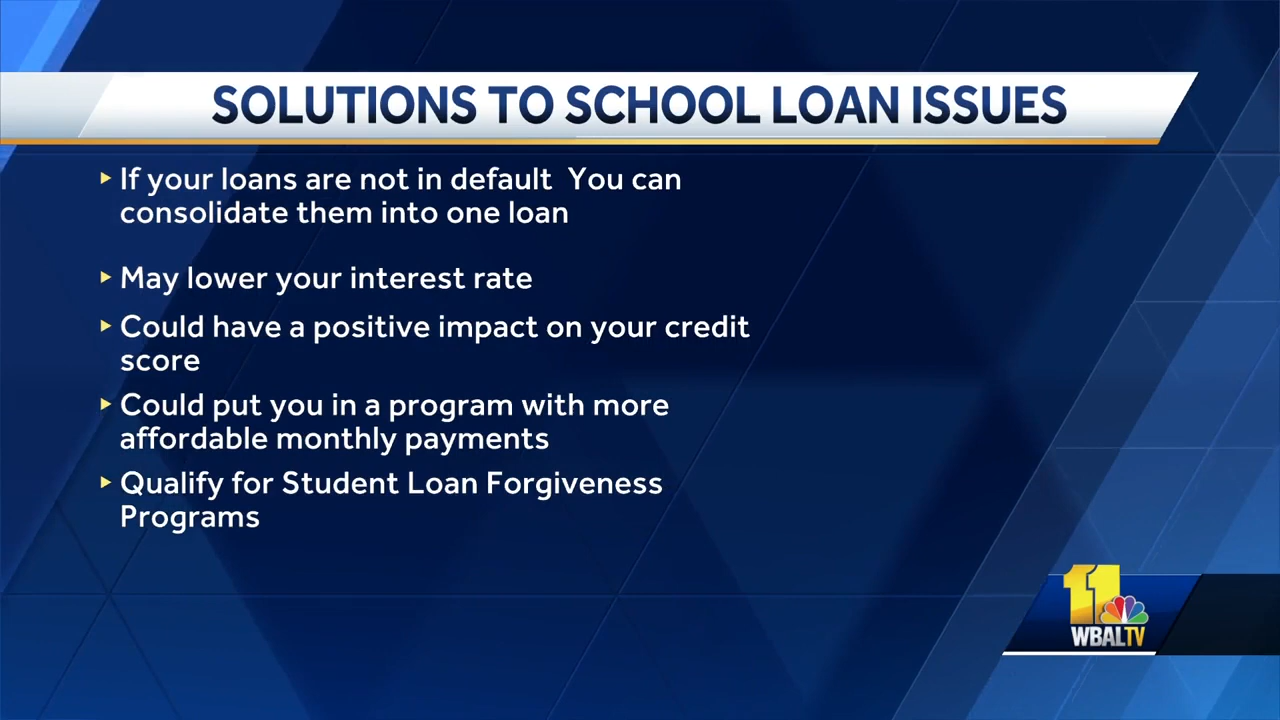 SOLUTIONS TO SCHOOL LOAN ISSUES
If your loans are not in default  You can
consolidate them into one loan
May lower your interest rate
Could have a positive impact on your credit
score
Could put you in a program with more
affordable monthly payments
Qualify for Student Loan Forgiveness
Programs
11
WBALTV